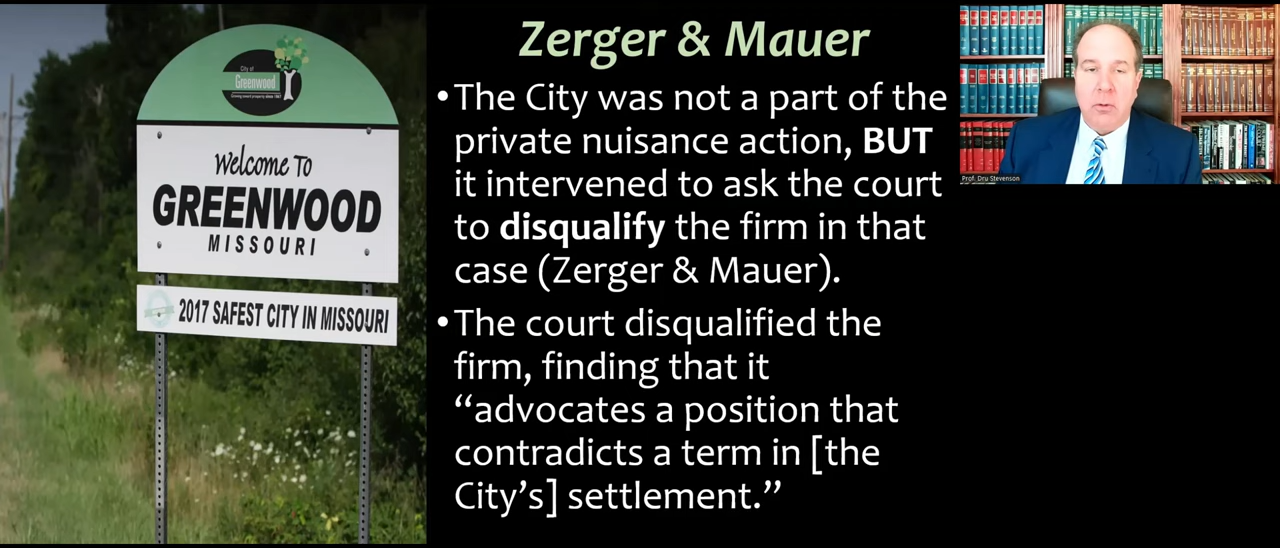 City of
Greenwood
Welcome To
GREENWOOD
MISSOURI
2017 SAFEST CITY IN MISSOURI
Zerger & Mauer
•The City was not a part of the
private nuisance action, BUT
it intervened to ask the court
to disqualify the firm in that
case (Zerger & Mauer).
•The court disqualified the
firm, finding that it
“advocates a position that
contradicts a term in [the
City’s] settlement.”
Prof. Dru Stevenson